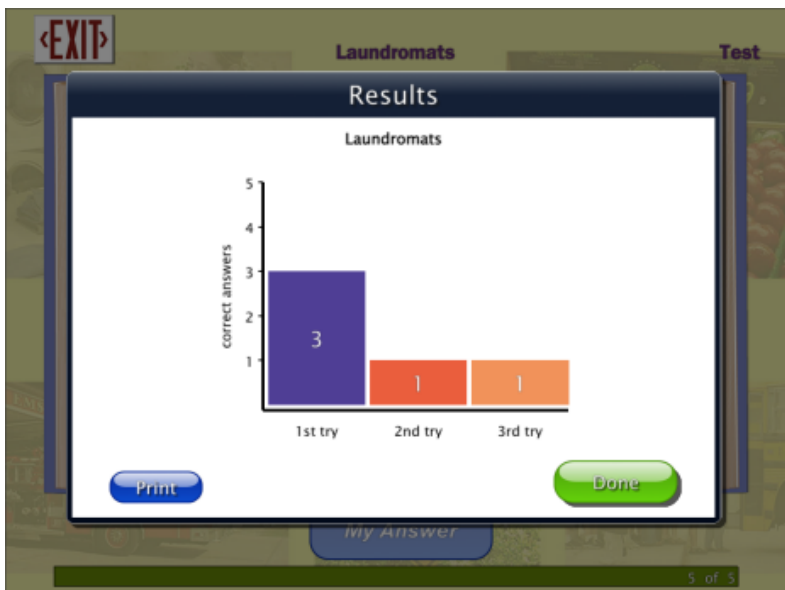 <EXIT>
Laundromats
Test
Results
Laundromats
correct answers
5
4
3
2
1
3
1
1
1st try
2nd try
3rd try
Print
Done
My Answer
5 of 5